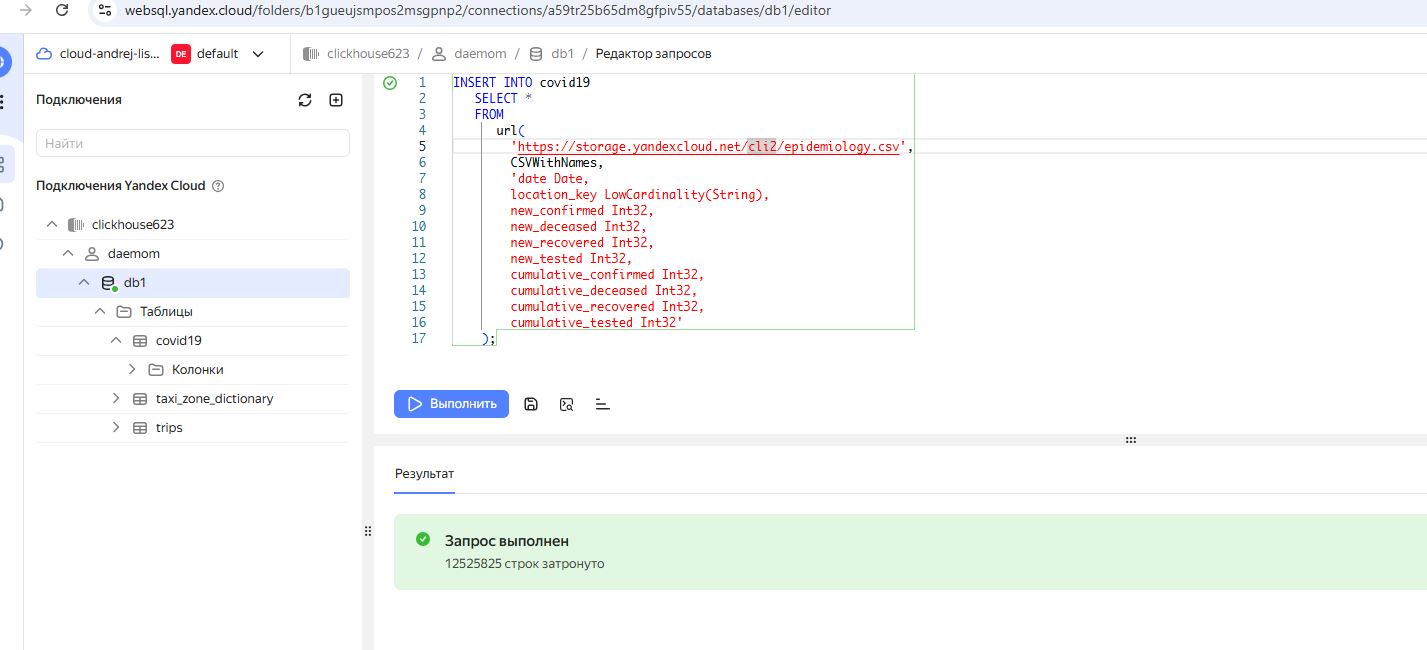 websql.yandex.cloud/folders/b1gueujsmpos2msgpnp2/connections/a59tr25b65dm8gfpiv55/databases/db1/editor
cloud-andrej-lis... DE default
clickhouse623 / daemom / db1 / Редактор запросов
Подключения
Найти
Подключения Yandex Cloud ?
clickhouse623
daemom
db1
Таблицы
covid19
Колонки
taxi_zone_dictionary
trips
1 INSERT INTO covid19
2 SELECT *
3 FROM
4 url(
5 'https://storage.yandexcloud.net/cli2/epidemiology.csv',
6 CSVWithNames,
7 'date Date,
8 location_key LowCardinality(String),
9 new_confirmed Int32,
10 new_deceased Int32,
11 new_recovered Int32,
12 new_tested Int32,
13 cumulative_confirmed Int32,
14 cumulative_deceased Int32,
15 cumulative_recovered Int32,
16 cumulative_tested Int32'
17 );
Выполнить
Результат
Запрос выполнен
12525825 строк затронуто